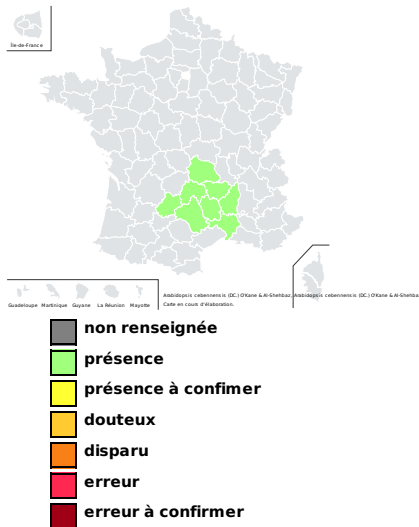 Île-de-France
Guadeloupe Martinique Guyane La Réunion Mayotte
Arabidopsis cebennensis (DC.) O'Kane & Al-Shehbaz, Arabidopsis cebennensis (DC.) O'Kane & Al-Shehbaz
Carte en cours d'élaboration.
non renseignée
présence
présence à confimer
douteux
disparu
erreur
erreur à confirmer